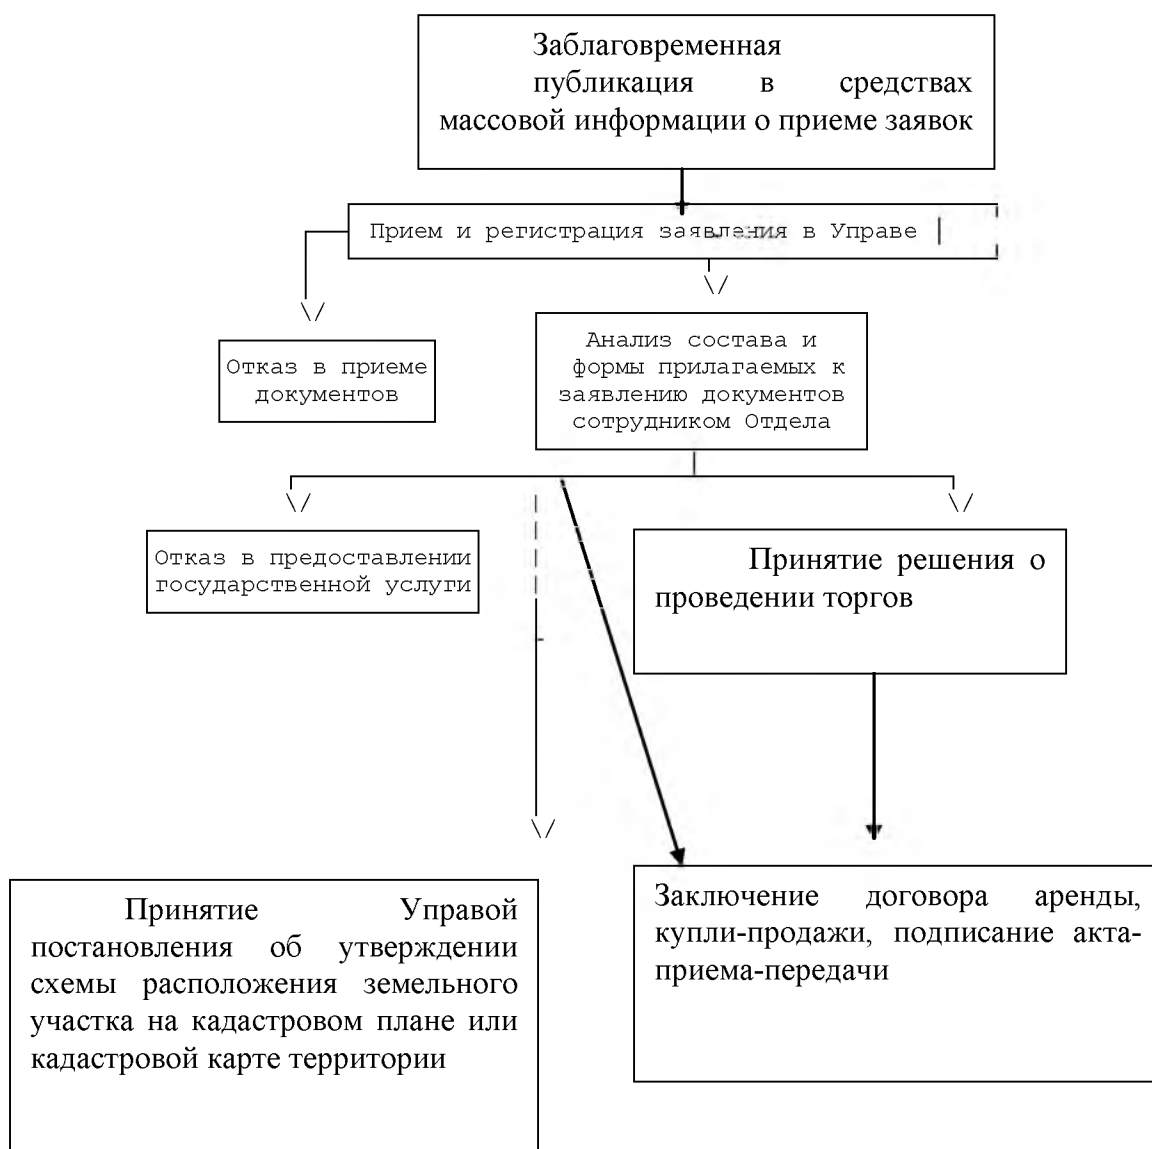 Заблаговременная
публикация в средствах
массовой информации о приеме заявок
Прием и регистрация заявления в Управе
Отказ в приеме
документов
Анализ состава и
формы прилагаемых к
заявлению документов
сотрудником Отдела
Отказ в предоставлении
государственной услуги
Принятие решения о
проведении торгов
Принятие Управой
постановления об утверждении
схемы расположения земельного
участка на кадастровом плане или
кадастровой карте территории
Заключение договора аренды,
купли-продажи, подписание акта-
приема-передачи